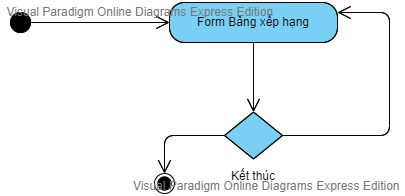 Visual Paradigm Online Diagrams Express Edition
Form Bảng xếp hạng
Kết thúc
Visual Paradigm Online Diagrams Express Edition